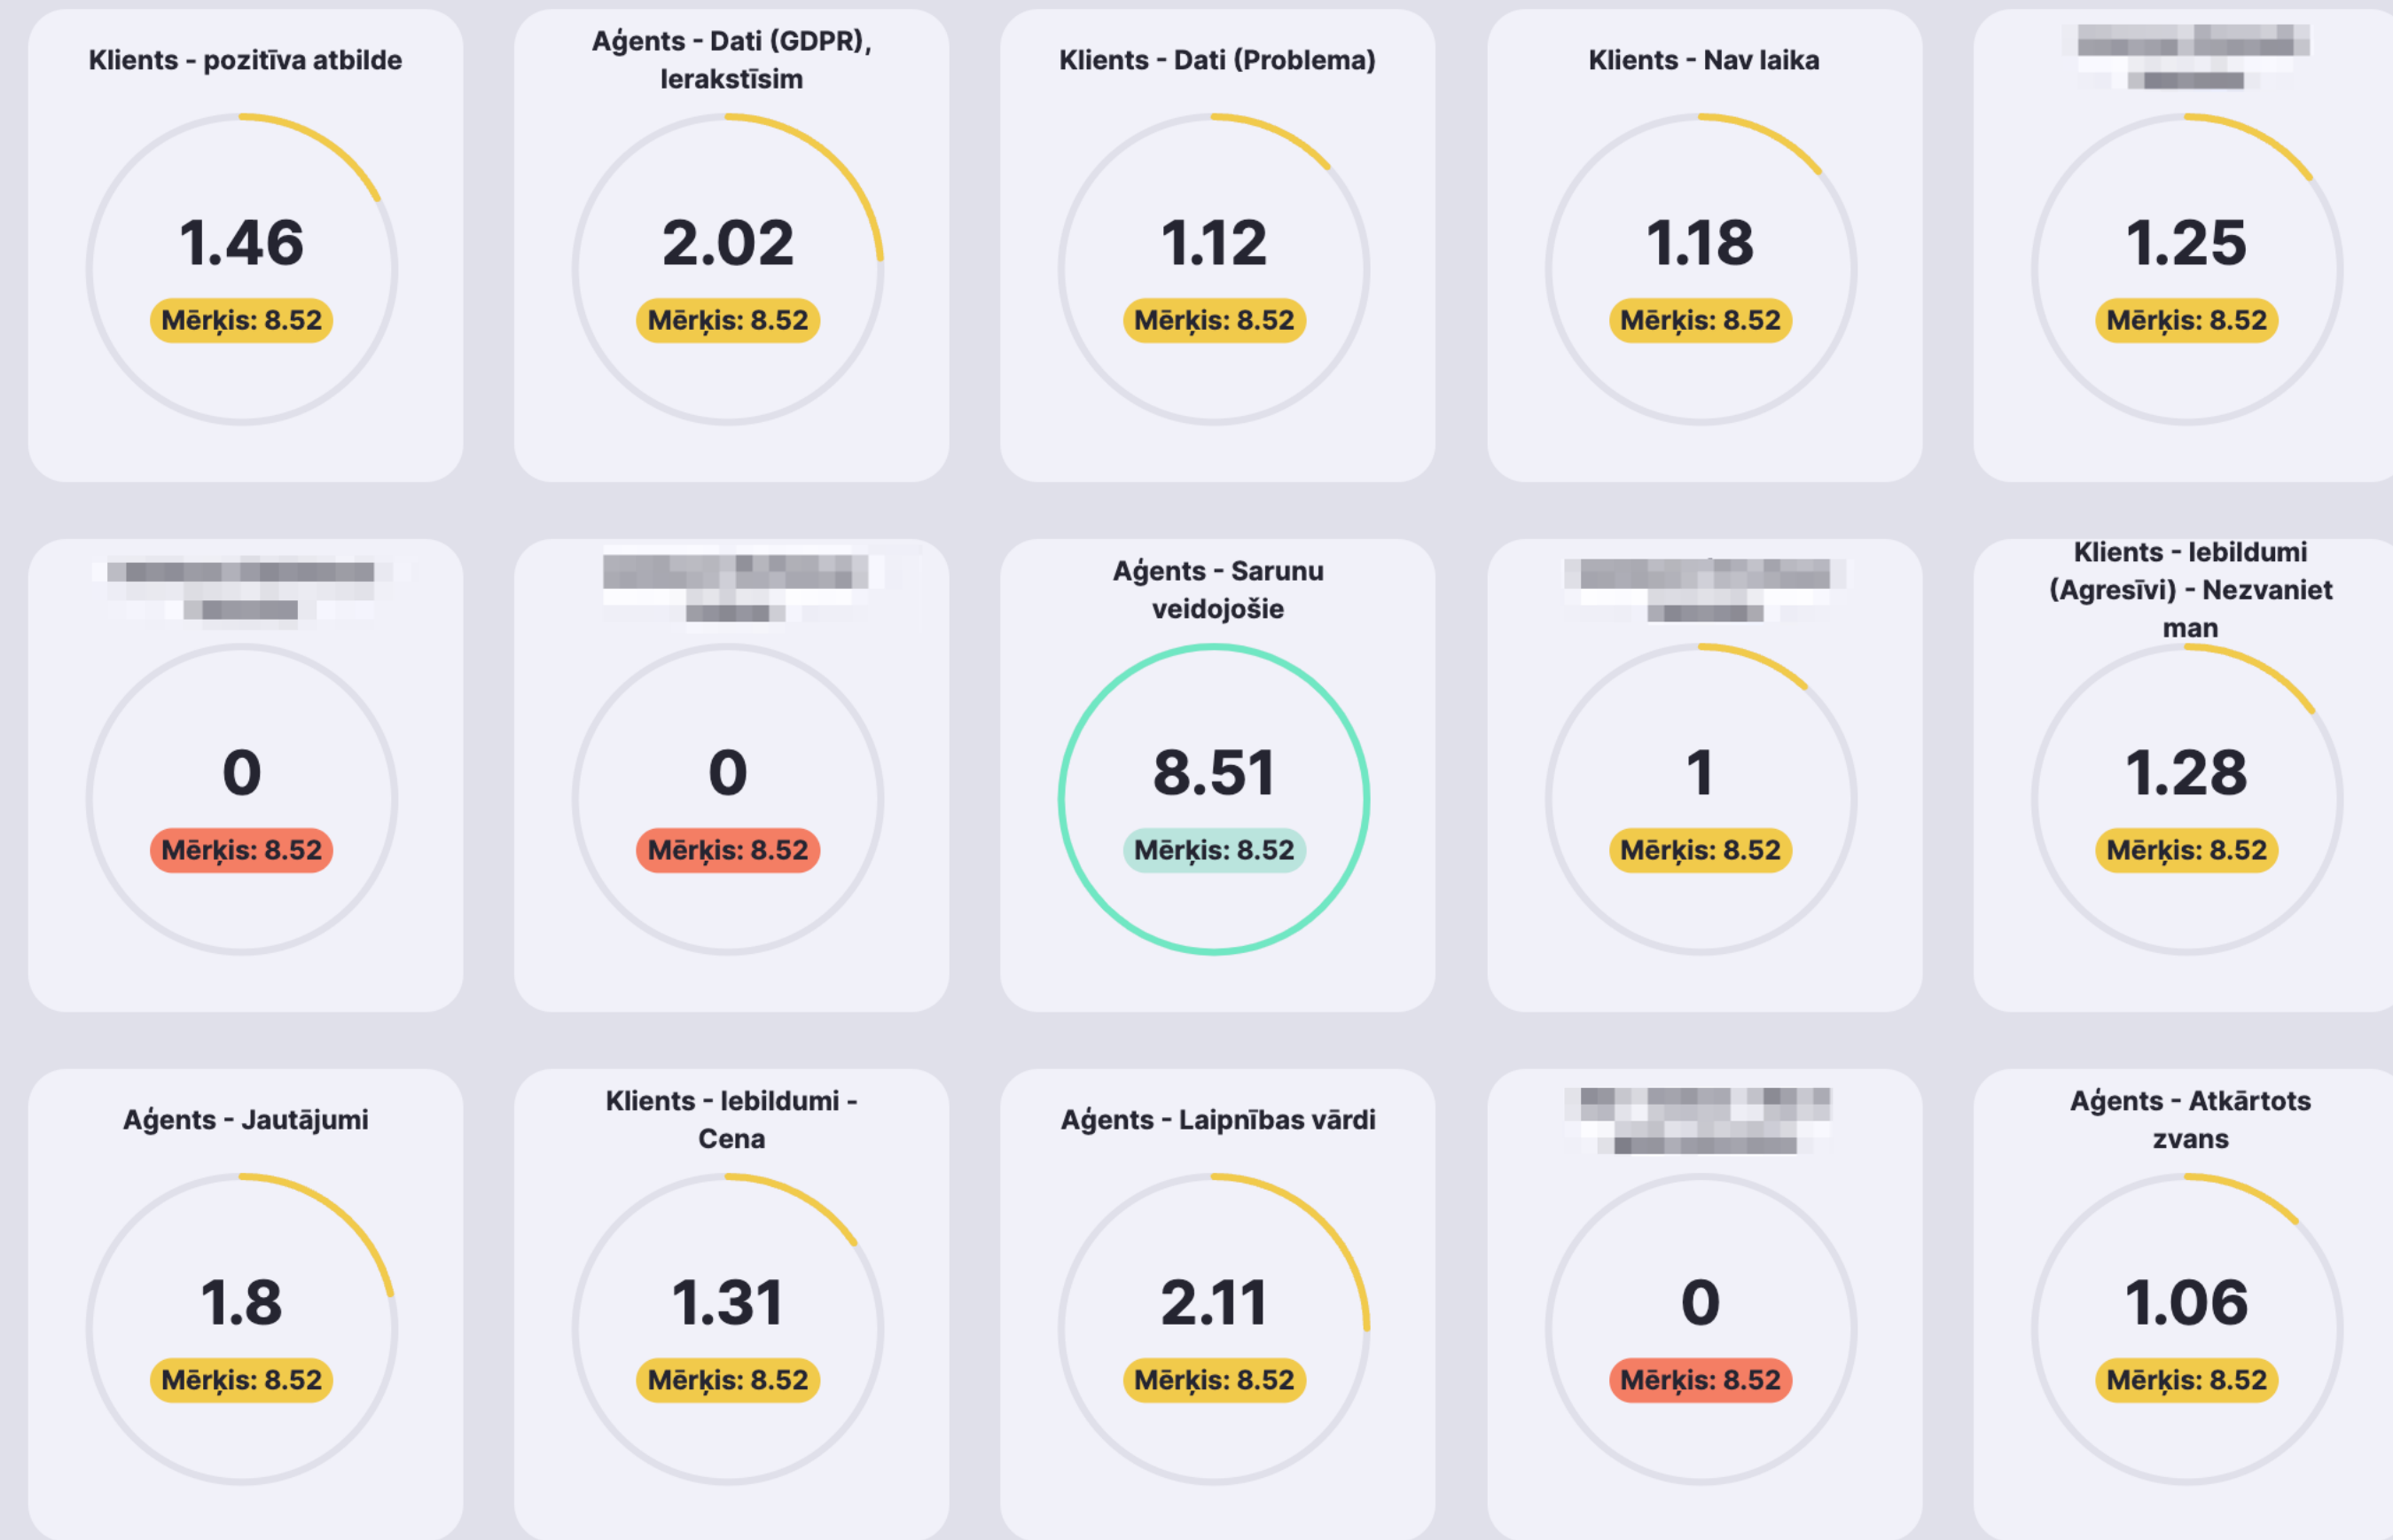 Klients - pozitīva atbilde
1.46
Mērķis: 8.52
Aģents - Dati (GDPR),
Ierakstīsim
2.02
Mērķis: 8.52
Klients - Dati (Problema)
1.12
Mērķis: 8.52
Klients - Nav laika
1.18
Mērķis: 8.52
1.25
Mērķis: 8.52
0
Mērķis: 8.52
0
Mērķis: 8.52
Aģents - Sarunu
veidojošie
8.51
Mērķis: 8.52
1
Mērķis: 8.52
Klients - Iebildumi
(Agresīvi) - Nezvaniet
man
1.28
Mērķis: 8.52
Aģents - Jautājumi
1.8
Mērķis: 8.52
Klients - Iebildumi -
Cena
1.31
Mērķis: 8.52
Aģents - Laipnības vārdi
2.11
Mērķis: 8.52
0
Mērķis: 8.52
Aģents - Atkārtots
zvans
1.06
Mērķis: 8.52